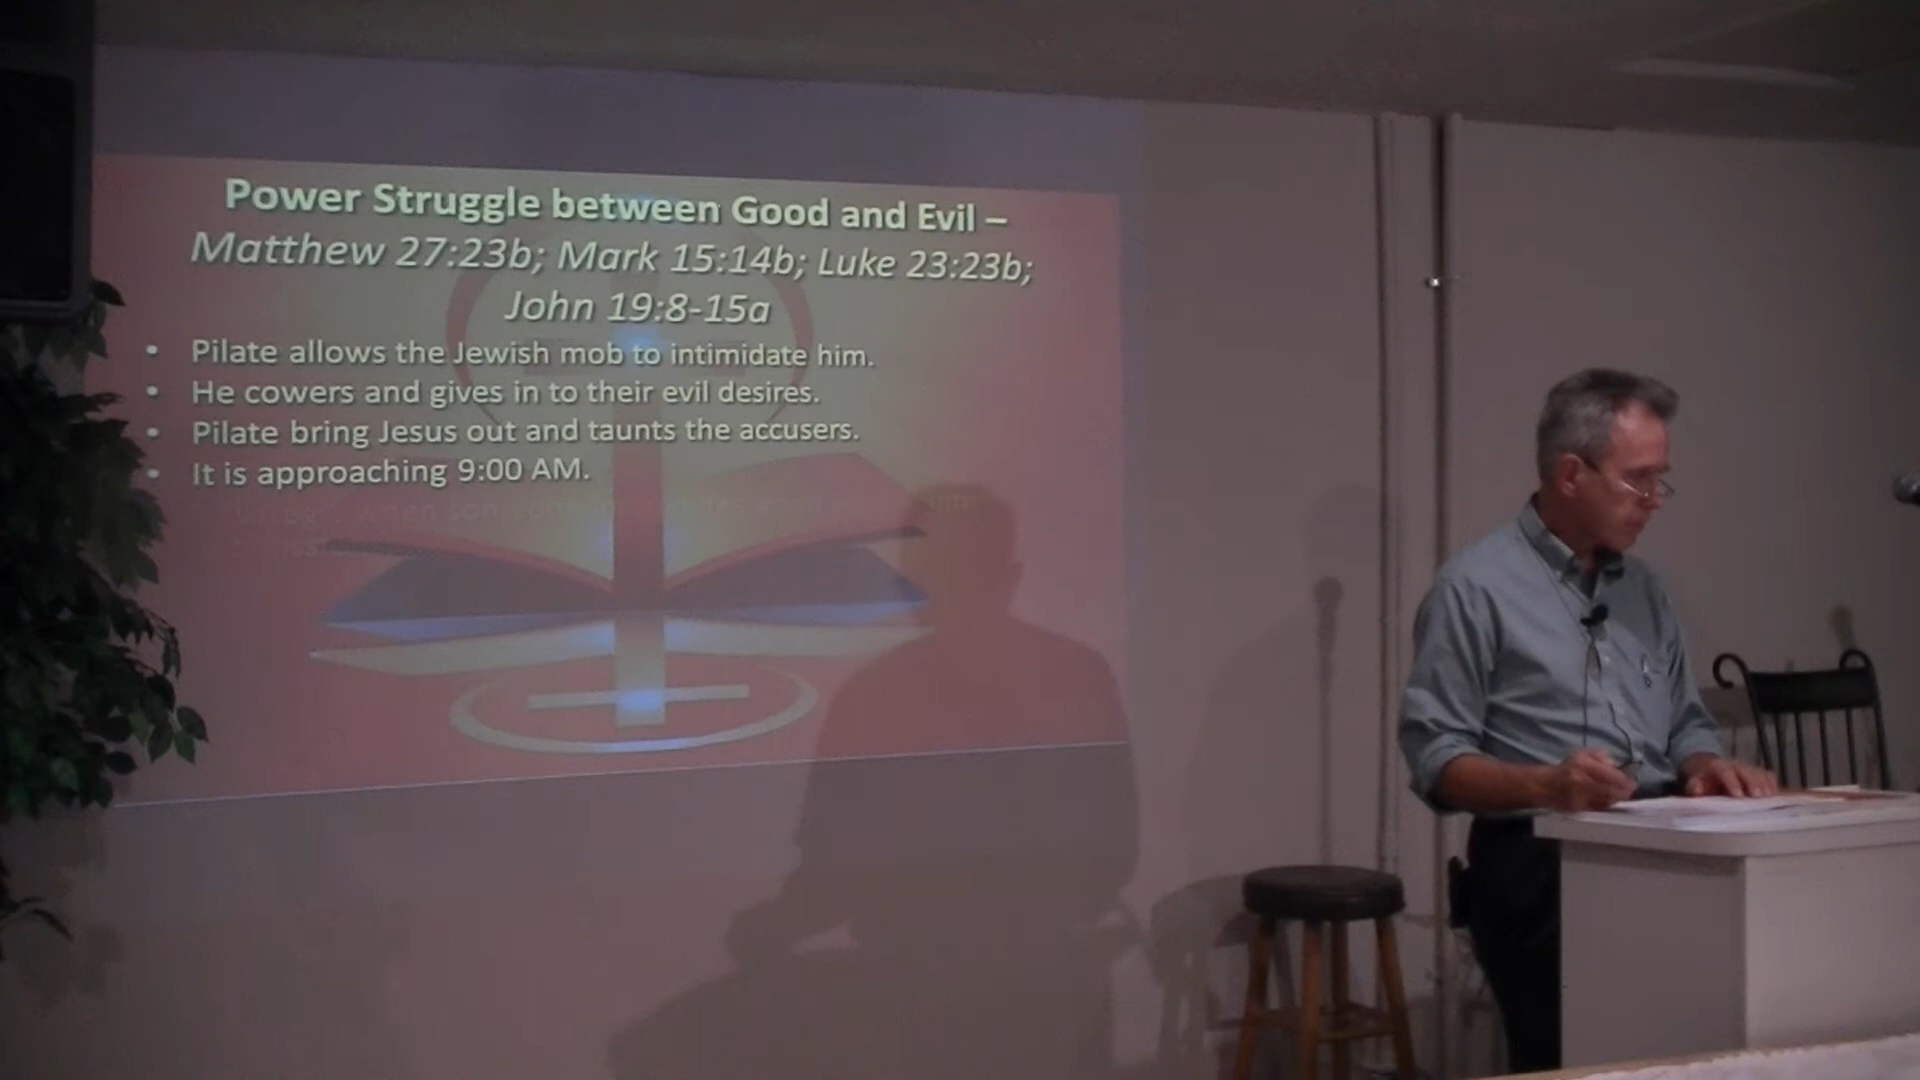 Power Struggle between Good and Evil –
Matthew 27:23b; Mark 15:14b; Luke 23:23b;
John 19:8-15a
• Pilate allows the Jewish mob to intimidate him.
• He cowers and gives in to their evil desires.
• Pilate bring Jesus out and taunts the accusers.
• It is approaching 9:00 AM.